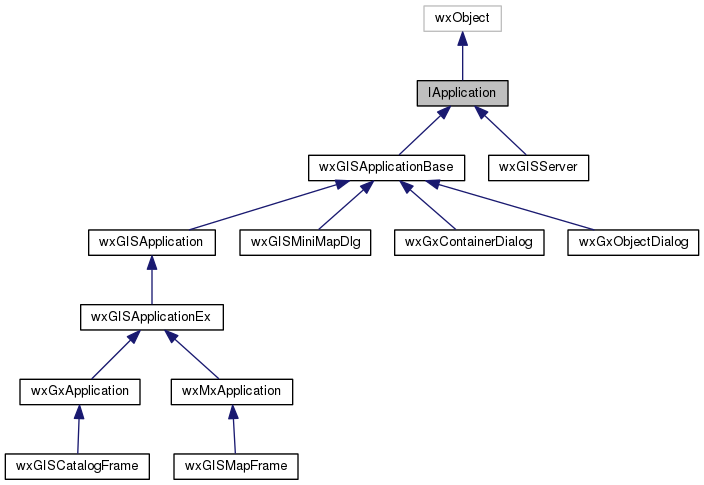 wxObject
IApplication
wxGISApplicationBase
wxGISServer
wxGISApplication
wxGISMiniMapDlg
wxGxContainerDialog
wxGxObjectDialog
wxGISApplicationEx
wxGxApplication
wxMxApplication
wxGISCatalogFrame
wxGISMapFrame